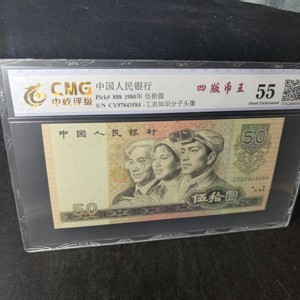 CMG
中乾评级
中国人民银行
Pick# 888 1980年 伍拾圆
S/N CY97843584 -工农知识分子头像
四版币王
55
About Uncirculated
中国人民银行
50
CY97843584
伍拾圆
50